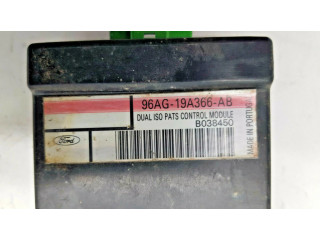 96AG-19A366-AB
DUAL ISO PATS CONTROL MODULE
B038450
Ford
MADE IN PORTUGAL